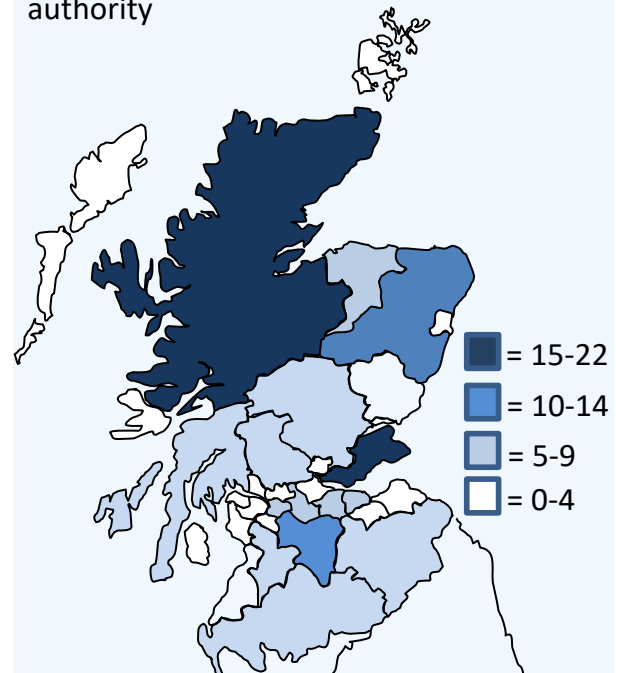 authority
= 15-22
= 10-14
= 5-9
= 0-4